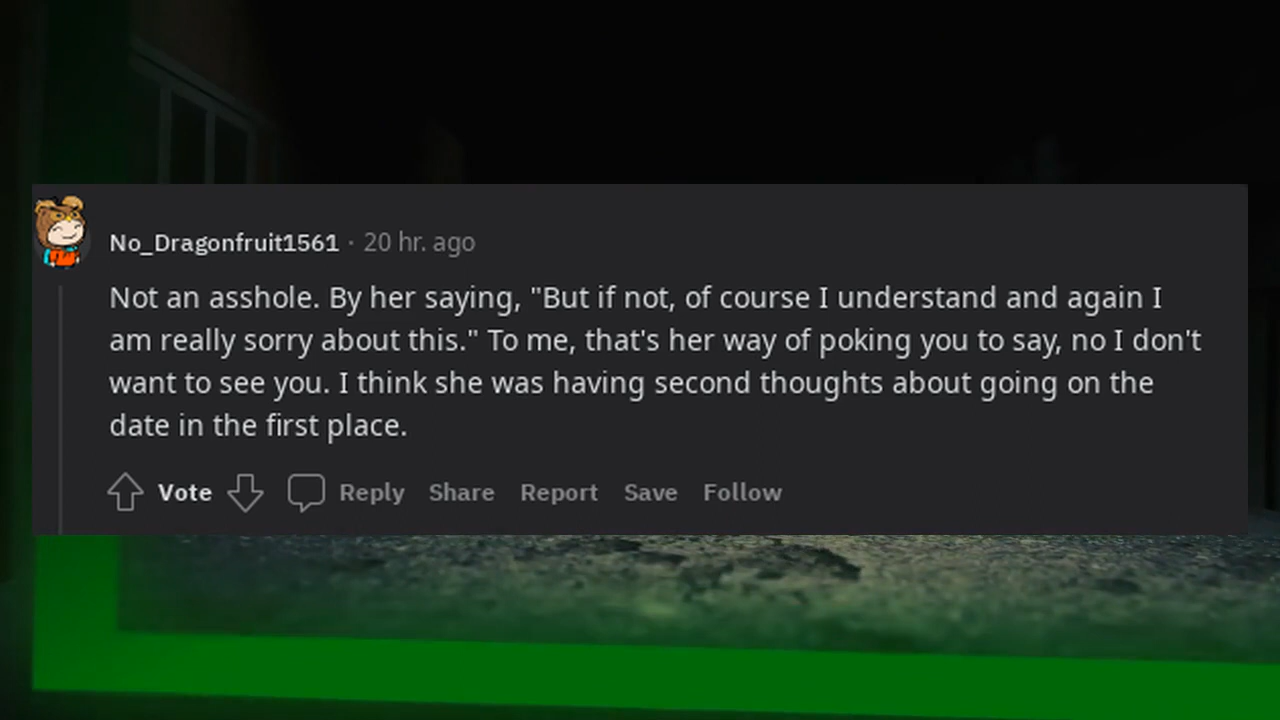 No_Dragonfruit1561 · 20 hr. ago
Not an asshole. By her saying, "But if not, of course I understand and again I
am really sorry about this." To me, that's her way of poking you to say, no I don't
want to see you. I think she was having second thoughts about going on the
date in the first place.
Vote Reply Share Report Save Follow